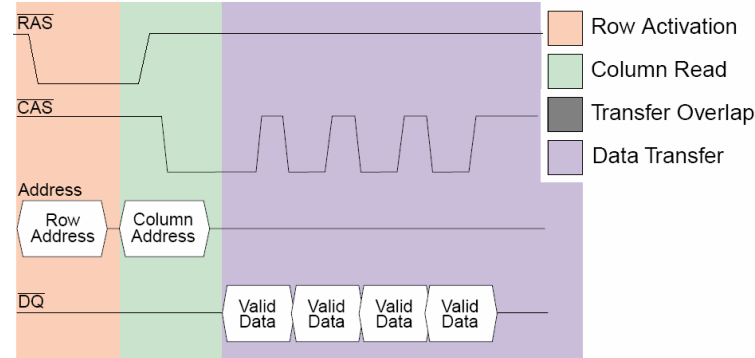 RAS
CAS
Address
Row
Address
Column
Address
DQ
Valid
Data
Valid
Data
Valid
Data
Valid
Data
Row Activation
Column Read
Transfer Overlap
Data Transfer